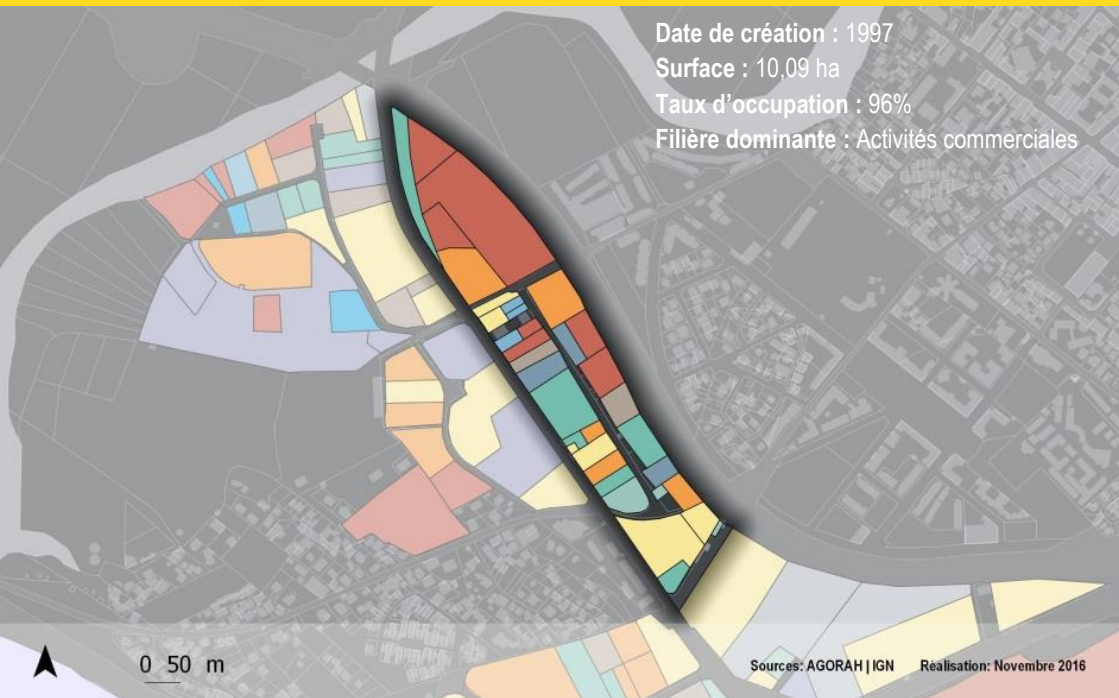 Date de création : 1997
Surface : 10,09 ha
Taux d’occupation : 96%
Filière dominante : Activités commerciales
0 50 m
Sources: AGORAH | IGN Réalisation: Novembre 2016